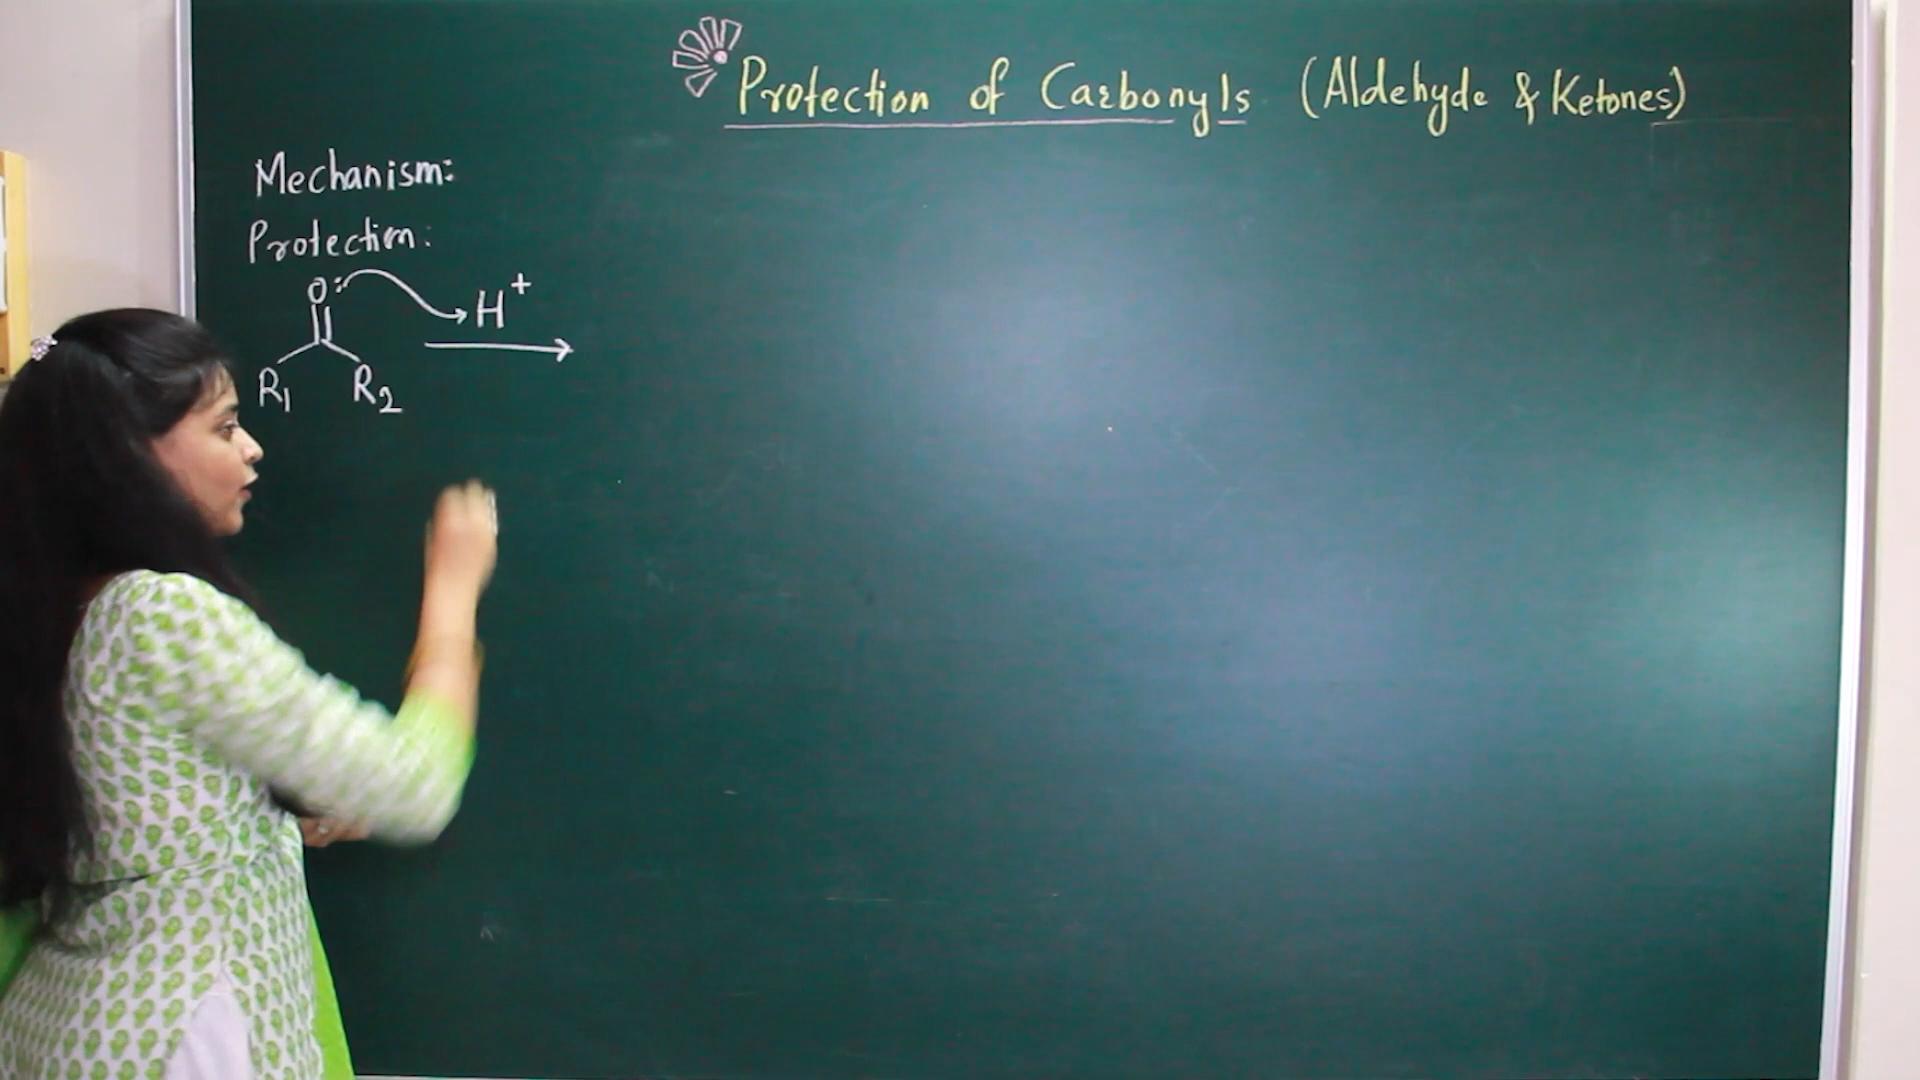 Protection of Carbonyls (Aldehyde & Ketones)
Mechanism:
Protection:
O: H+
R1 R2